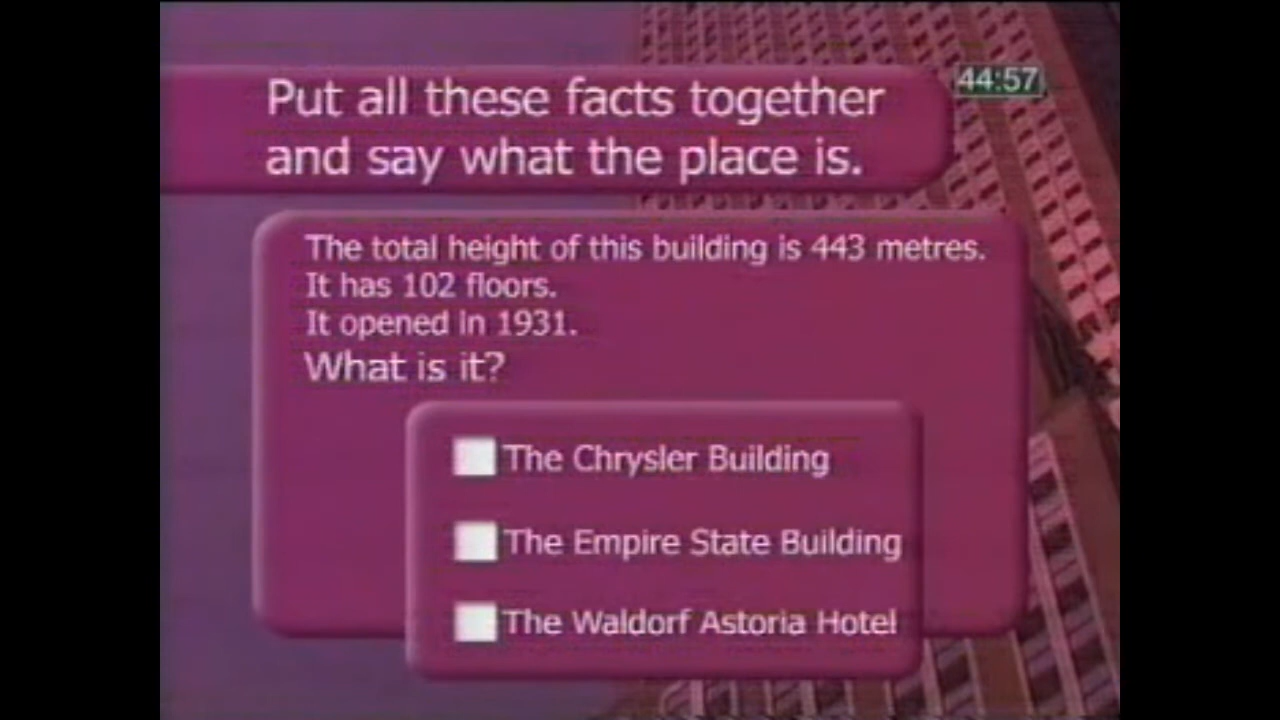 Put all these facts together
44:57
and say what the place is.
The total height of this building is 443 metres.
It has 102 floors.
It opened in 1931.
What is it?
The Chrysler Building
The Empire State Building
The Waldorf Astoria Hotel